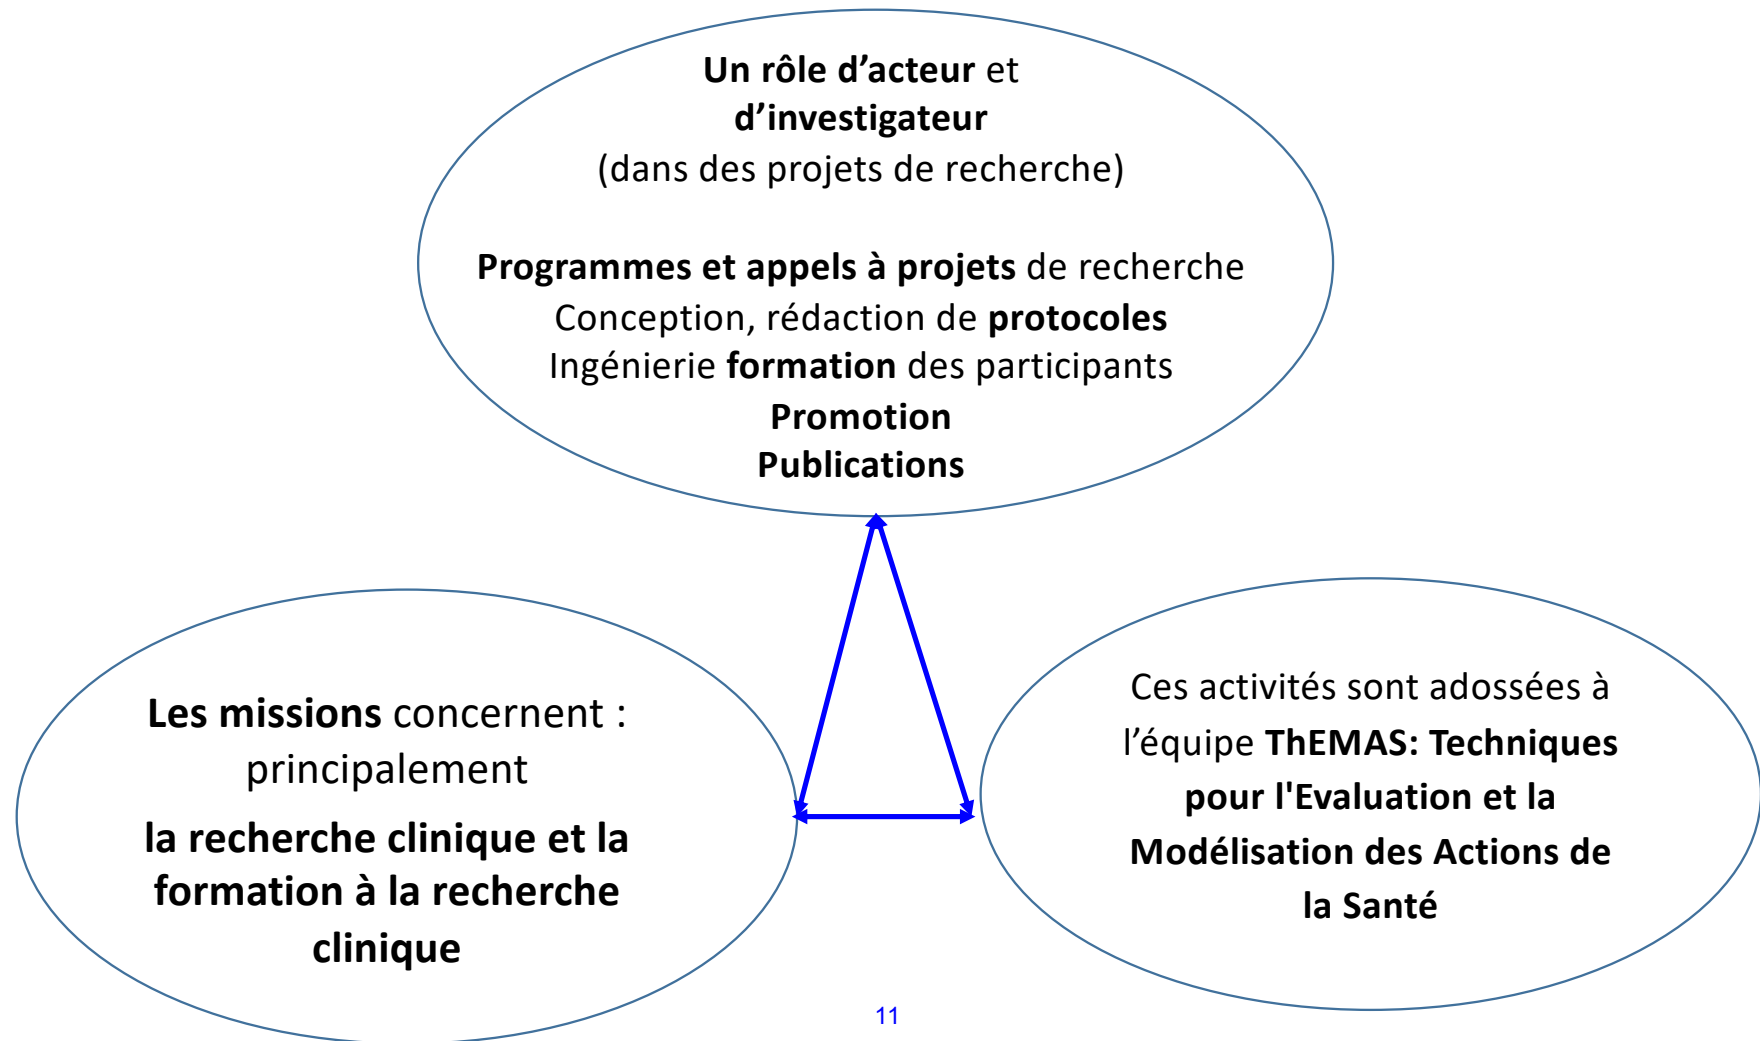 Un rôle d’acteur et
d’investigateur
(dans des projets de recherche)
Programmes et appels à projets de recherche
Conception, rédaction de protocoles
Ingénierie formation des participants
Promotion
Publications
Les missions concernent :
principalement
la recherche clinique et la
formation à la recherche
clinique
Ces activités sont adossées à
l’équipe ThEMAS: Techniques
pour l'Evaluation et la
Modélisation des Actions de
la Santé
11